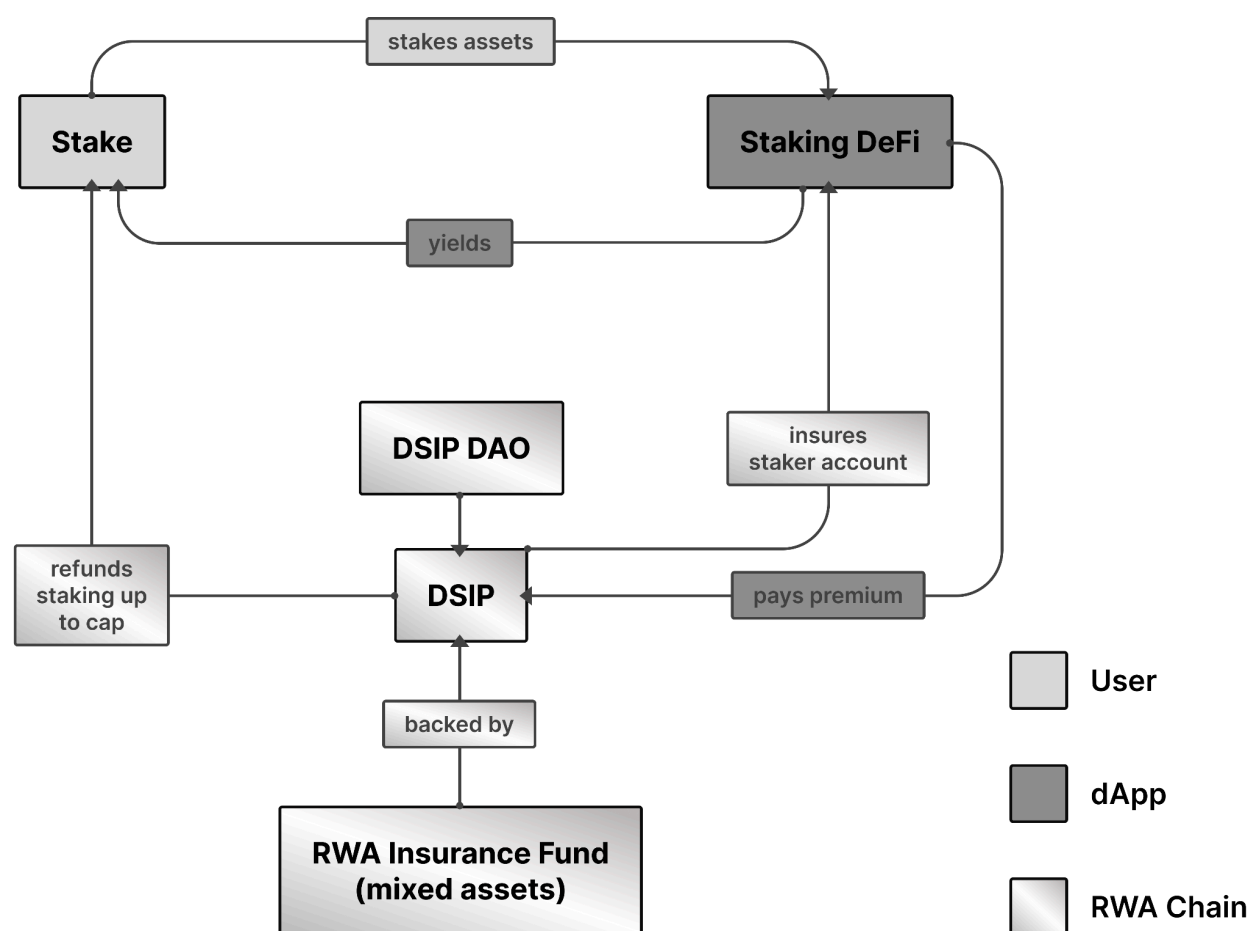 stakes assets
Stake
Staking DeFi
yields
DSIP DAO
insures
staker account
refunds
staking up
to cap
DSIP
pays premium
User
backed by
dApp
RWA Insurance Fund
(mixed assets)
RWA Chain